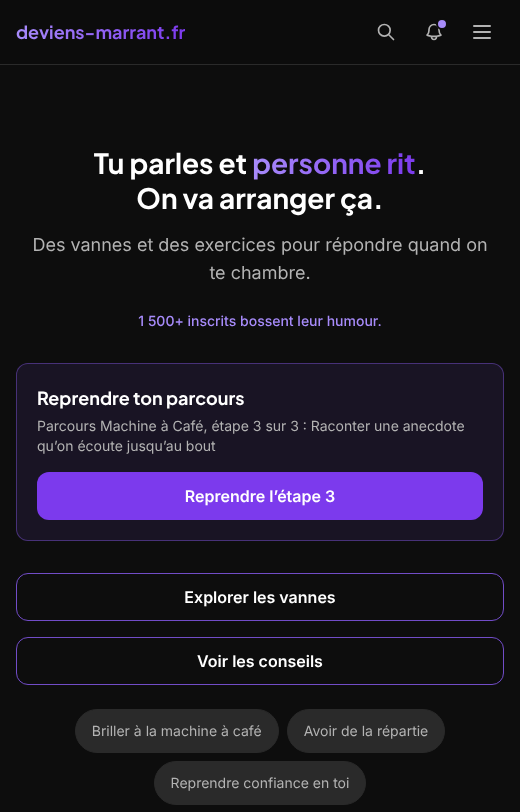 deviens-marrant.fr
Tu parles et personne rit.
On va arranger ça.
Des vannes et des exercices pour répondre quand on
te chambre.
1 500+ inscrits bossent leur humour.
Reprendre ton parcours
Parcours Machine à Café, étape 3 sur 3 : Raconter une anecdote
qu’on écoute jusqu’au bout
Reprendre l’étape 3
Explorer les vannes
Voir les conseils
Briller à la machine à café
Avoir de la répartie
Reprendre confiance en toi